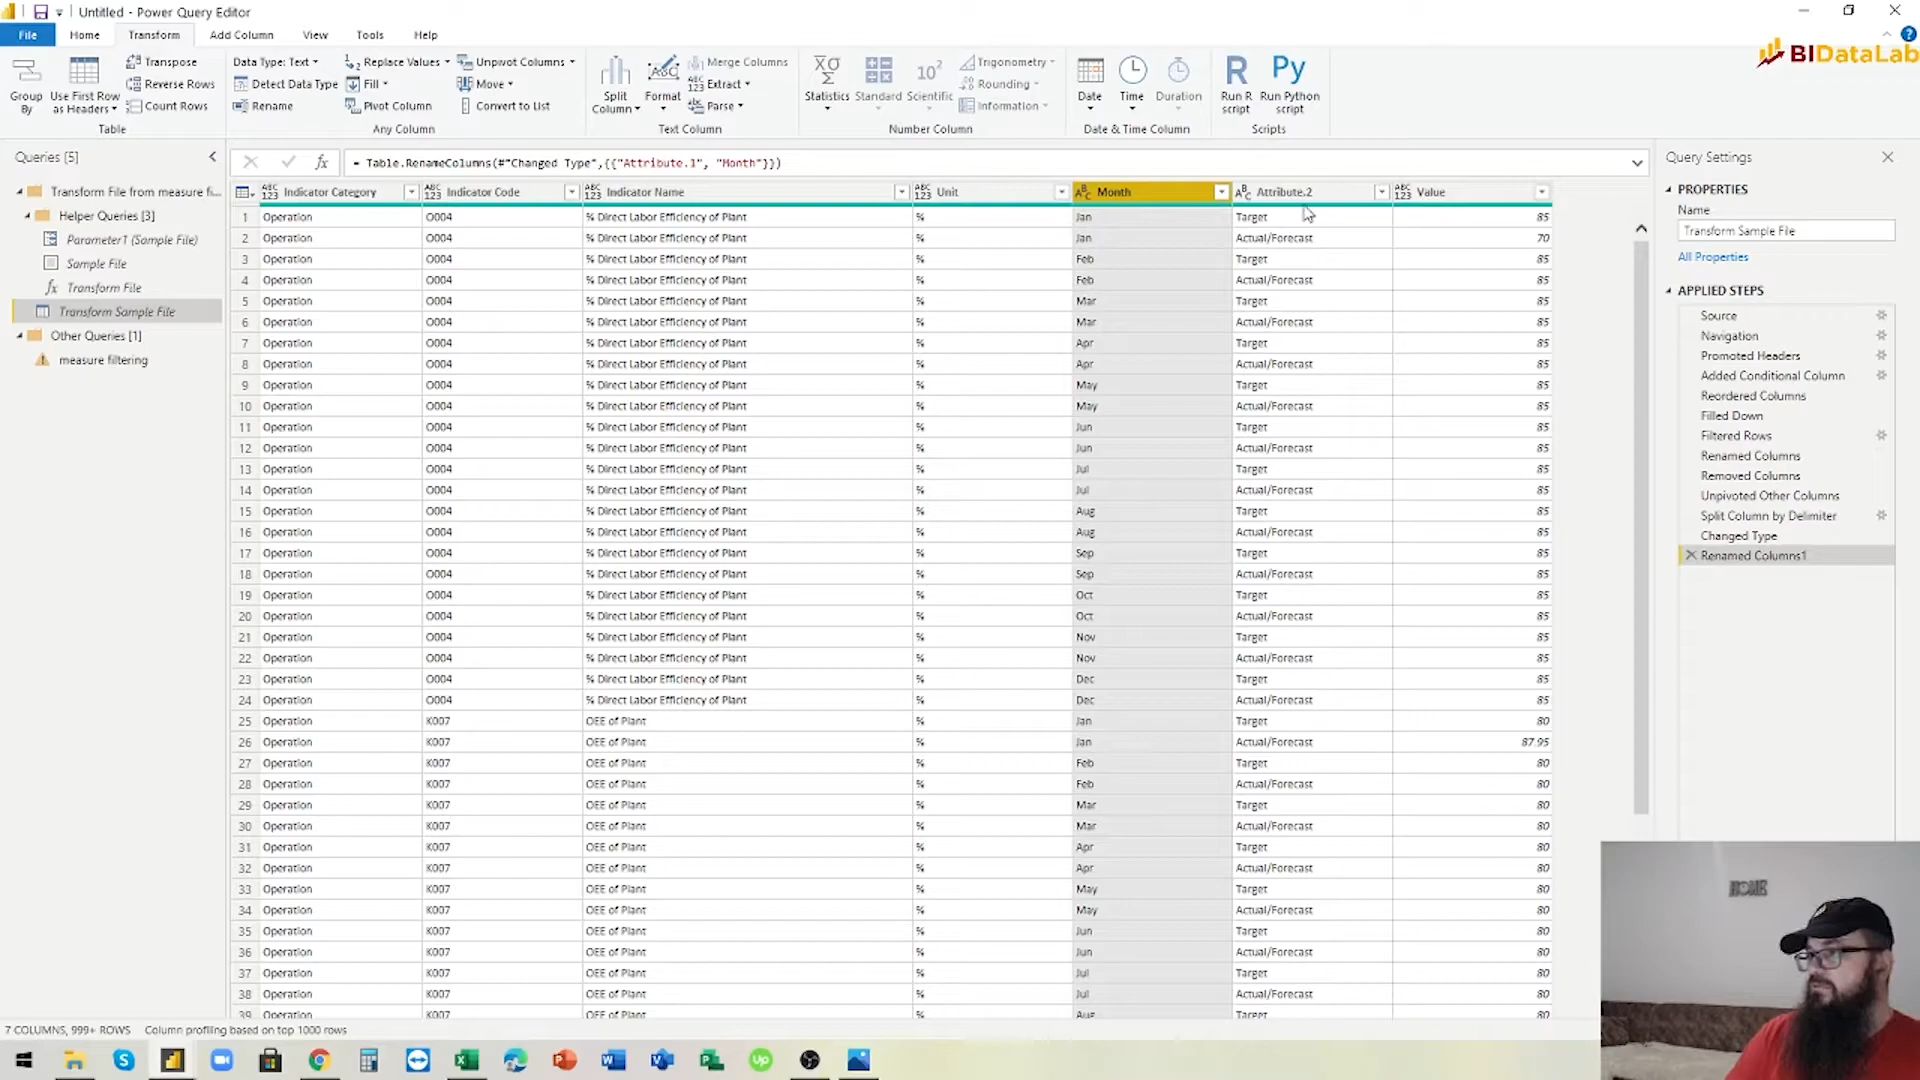 Untitled - Power Query Editor
File Home Transform Add Column View Tools Help
BIDataLab
Group By
Use First Row as Headers
Transpose
Reverse Rows
Count Rows
Table
Data Type: Text
Detect Data Type
Rename
Replace Values
Fill
Pivot Column
Unpivot Columns
Move
Convert to List
Any Column
Split Column
Format
Merge Columns
Extract
Parse
Text Column
Statistics
Standard
Scientific
Trigonometry
Rounding
Information
Number Column
Date
Time
Duration
Date & Time Column
Run R script
Run Python script
Scripts
Queries [5]
Transform File from measure fi...
Helper Queries [3]
Parameter1 (Sample File)
Sample File
Transform File
Transform Sample File
Other Queries [1]
measure filtering
= Table.RenameColumns(#"Changed Type",{{"Attribute.1", "Month"}})
Indicator Category Indicator Code Indicator Name Unit Month Attribute.2 Value
1 Operation O004 % Direct Labor Efficiency of Plant % Jan Target 85
2 Operation O004 % Direct Labor Efficiency of Plant % Jan Actual/Forecast 70
3 Operation O004 % Direct Labor Efficiency of Plant % Feb Target 85
4 Operation O004 % Direct Labor Efficiency of Plant % Feb Actual/Forecast 85
5 Operation O004 % Direct Labor Efficiency of Plant % Mar Target 85
6 Operation O004 % Direct Labor Efficiency of Plant % Mar Actual/Forecast 85
7 Operation O004 % Direct Labor Efficiency of Plant % Apr Target 85
8 Operation O004 % Direct Labor Efficiency of Plant % Apr Actual/Forecast 85
9 Operation O004 % Direct Labor Efficiency of Plant % May Target 85
10 Operation O004 % Direct Labor Efficiency of Plant % May Actual/Forecast 85
11 Operation O004 % Direct Labor Efficiency of Plant % Jun Target 85
12 Operation O004 % Direct Labor Efficiency of Plant % Jun Actual/Forecast 85
13 Operation O004 % Direct Labor Efficiency of Plant % Jul Target 85
14 Operation O004 % Direct Labor Efficiency of Plant % Jul Actual/Forecast 85
15 Operation O004 % Direct Labor Efficiency of Plant % Aug Target 85
16 Operation O004 % Direct Labor Efficiency of Plant % Aug Actual/Forecast 85
17 Operation O004 % Direct Labor Efficiency of Plant % Sep Target 85
18 Operation O004 % Direct Labor Efficiency of Plant % Sep Actual/Forecast 85
19 Operation O004 % Direct Labor Efficiency of Plant % Oct Target 85
20 Operation O004 % Direct Labor Efficiency of Plant % Oct Actual/Forecast 85
21 Operation O004 % Direct Labor Efficiency of Plant % Nov Target 85
22 Operation O004 % Direct Labor Efficiency of Plant % Nov Actual/Forecast 85
23 Operation O004 % Direct Labor Efficiency of Plant % Dec Target 85
24 Operation O004 % Direct Labor Efficiency of Plant % Dec Actual/Forecast 85
25 Operation K007 OEE of Plant % Jan Target 80
26 Operation K007 OEE of Plant % Jan Actual/Forecast 87.95
27 Operation K007 OEE of Plant % Feb Target 80
28 Operation K007 OEE of Plant % Feb Actual/Forecast 80
29 Operation K007 OEE of Plant % Mar Target 80
30 Operation K007 OEE of Plant % Mar Actual/Forecast 80
31 Operation K007 OEE of Plant % Apr Target 80
32 Operation K007 OEE of Plant % Apr Actual/Forecast 80
33 Operation K007 OEE of Plant % May Target 80
34 Operation K007 OEE of Plant % May Actual/Forecast 80
35 Operation K007 OEE of Plant % Jun Target 80
36 Operation K007 OEE of Plant % Jun Actual/Forecast 80
37 Operation K007 OEE of Plant % Jul Target 80
38 Operation K007 OEE of Plant % Jul Actual/Forecast 80
39 Operation K007 OEE of Plant % Aug Target 80
Query Settings
PROPERTIES
Name
Transform Sample File
All Properties
APPLIED STEPS
Source
Navigation
Promoted Headers
Added Conditional Column
Reordered Columns
Filled Down
Filtered Rows
Renamed Columns
Removed Columns
Unpivoted Other Columns
Split Column by Delimiter
Changed Type
Renamed Columns1
HOME
7 COLUMNS, 999+ ROWS Column profiling based on top 1000 rows